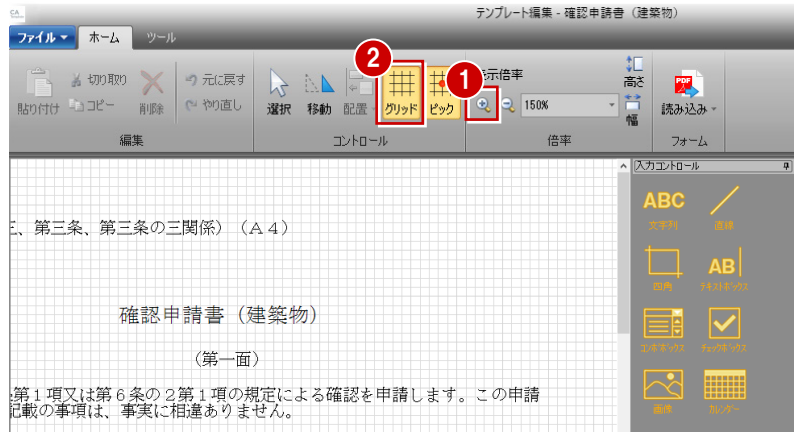 CA
テンプレート編集 - 確認申請書（建築物）
ファイル ホーム ツール
2
1
切り取り 元に戻す 示倍率 高さ
貼り付け コピー 削除 やり直し 選択 移動 配置 グリッド ピック 150% 幅 読み込み
編集 コントロール 倍率 フォーム
入力コントロール
ABC
文字列 直線
、第三条、第三条の三関係）（Ａ４）
AB
四角 テキストボックス
確認申請書（建築物）
コンボボックス チェックボックス
（第一面）
第１項又は第６条の２第１項の規定による確認を申請します。この申請
記載の事項は、事実に相違ありません。
画像 カレンダー